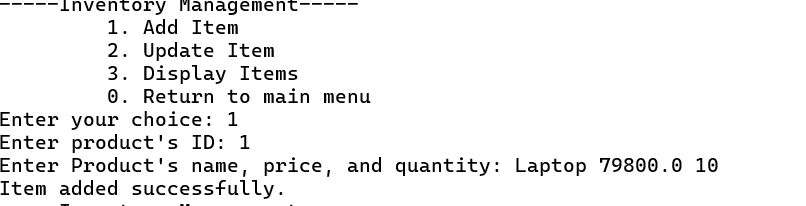 -----Inventory Management-----
1. Add Item
2. Update Item
3. Display Items
0. Return to main menu
Enter your choice: 1
Enter product's ID: 1
Enter Product's name, price, and quantity: Laptop 79800.0 10
Item added successfully.